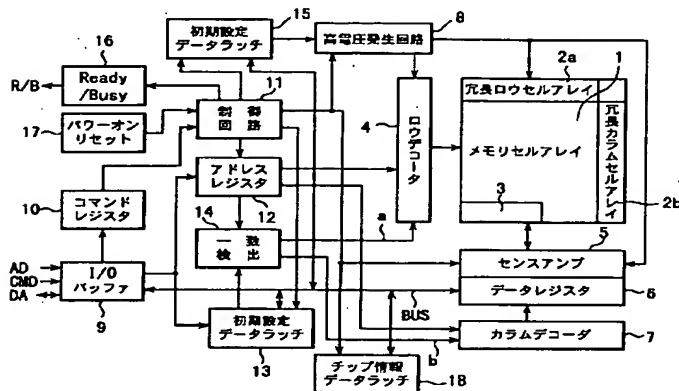 15
初期設定
データラッチ
高電圧発生回路
8
16
Ready
/Busy
R/B
17
パワーオン
リセット
11
制御
回路
4
ロウデコータ
2a
1
冗長ロウセルアレイ
メモリセルアレイ
冗長カラムセルアレイ
3
2b
10
コマンド
レジスタ
アドレス
レジスタ
12
14
一致
検出
a
5
センスアンプ
データレジスタ
6
AD
CMD
DA
I/O
バッファ
9
BUS
初期設定
データラッチ
13
b
カラムデコーダ
7
チップ情報
データラッチ
18